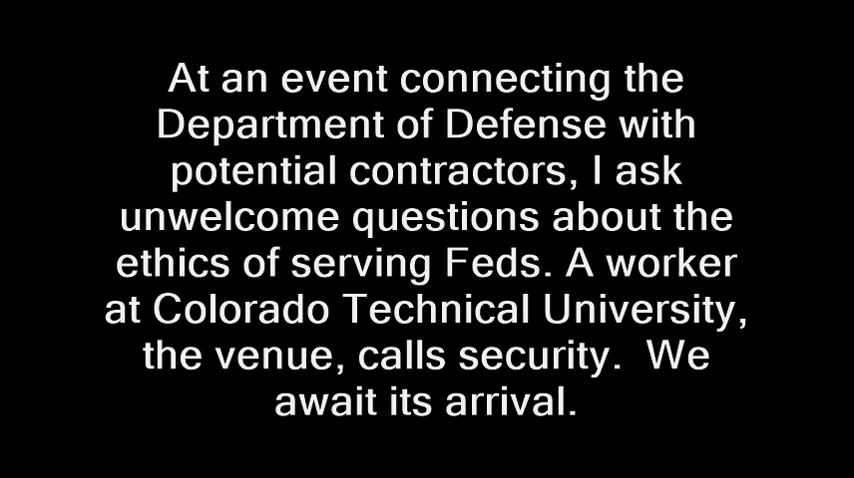 At an event connecting the
Department of Defense with
potential contractors, I ask
unwelcome questions about the
ethics of serving Feds. A worker
at Colorado Technical University,
the venue, calls security.  We
await its arrival.